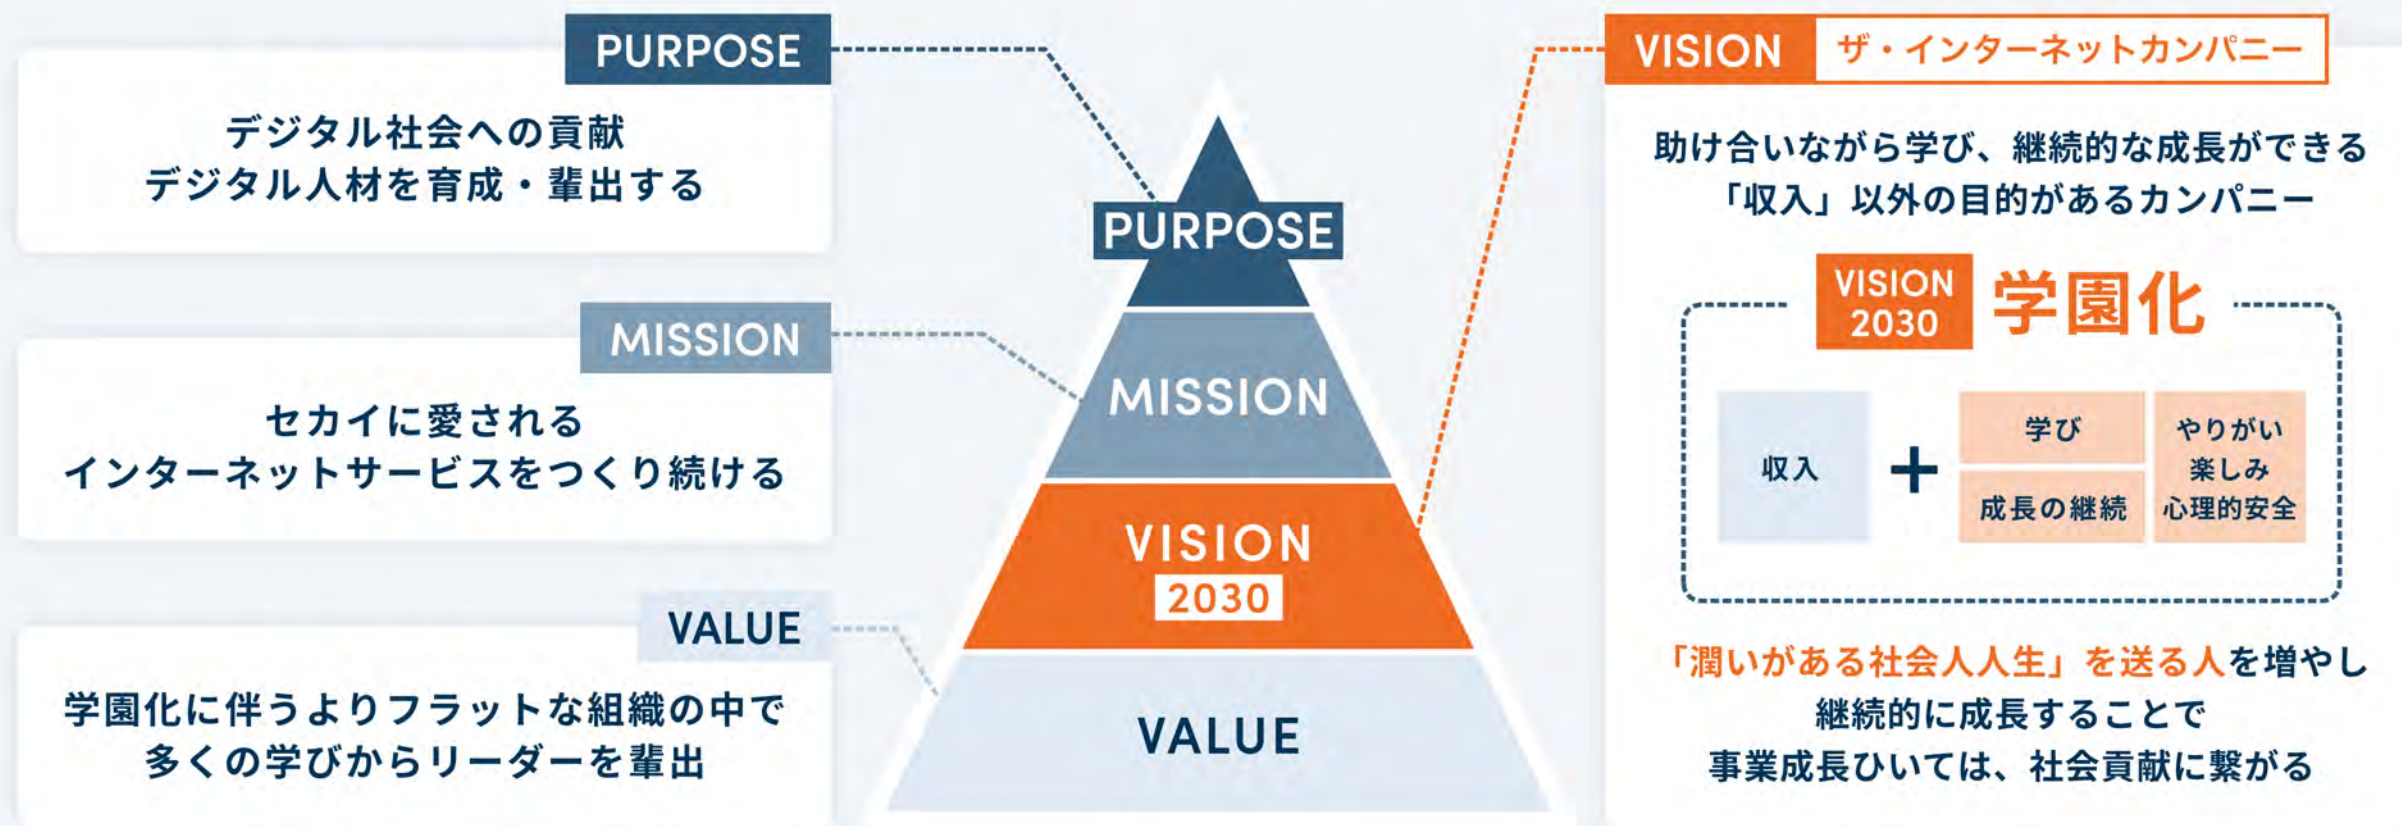 PURPOSE
デジタル社会への貢献
デジタル人材を育成・輩出する
MISSION
セカイに愛される
インターネットサービスをつくり続ける
VALUE
学園化に伴うよりフラットな組織の中で
多くの学びからリーダーを輩出
PURPOSE
MISSION
VISION
2030
VALUE
VISION ザ・インターネットカンパニー
助け合いながら学び、継続的な成長ができる
「収入」以外の目的があるカンパニー
VISION
2030
学園化
収入
+
学び
成長の継続
やりがい
楽しみ
心理的安全
「潤いがある社会人人生」を送る人を増やし
継続的に成長することで
事業成長ひいては、社会貢献に繋がる